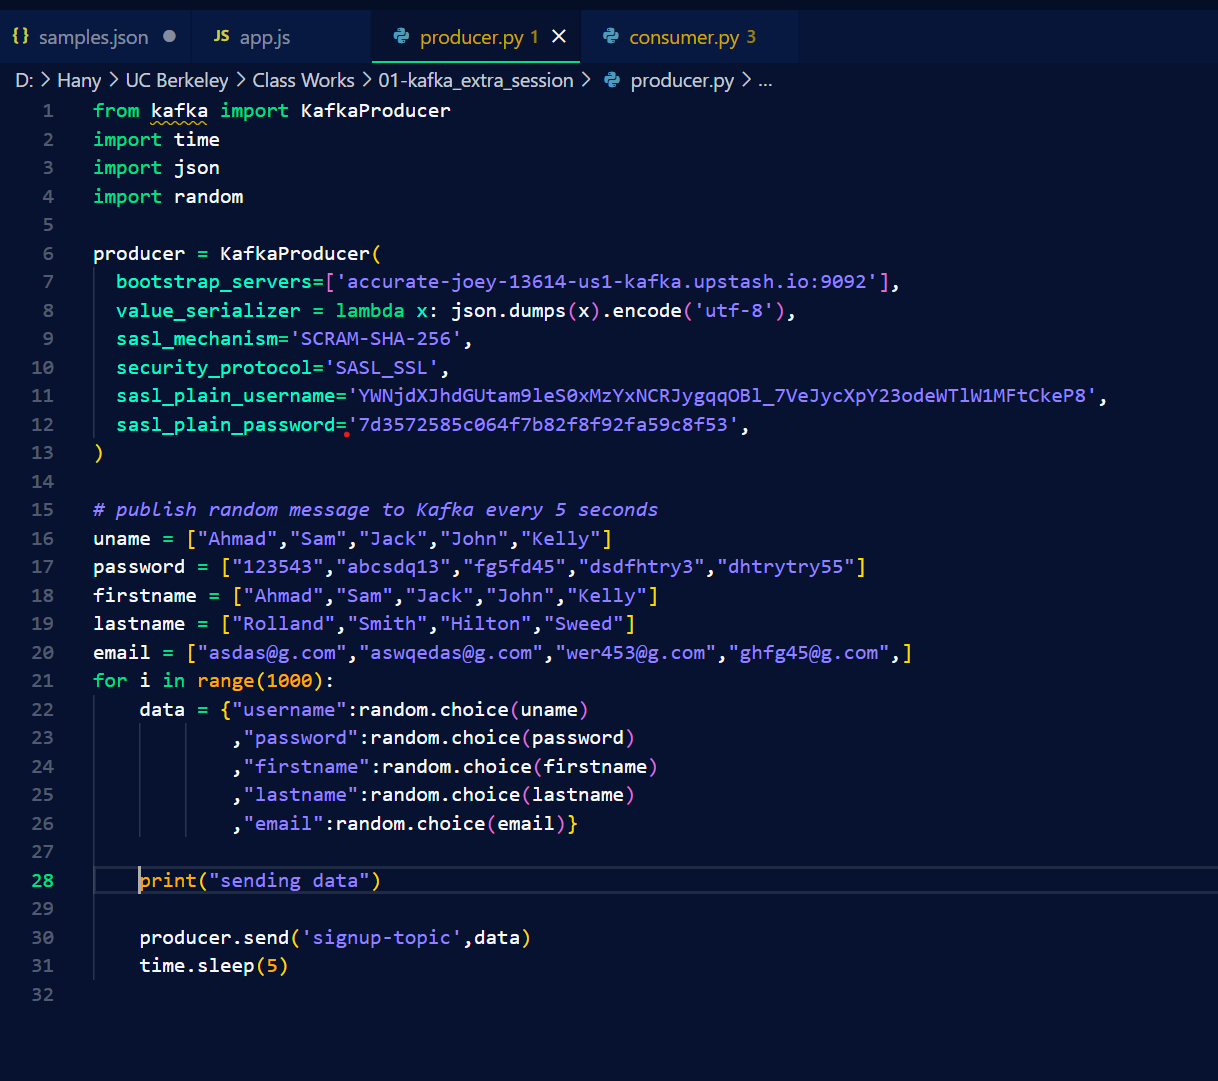 {} samples.json
JS app.js
producer.py 1
consumer.py 3
D: > Hany > UC Berkeley > Class Works > 01-kafka_extra_session > producer.py > ...
1 from kafka import KafkaProducer
2 import time
3 import json
4 import random
5
6 producer = KafkaProducer(
7 bootstrap_servers=['accurate-joey-13614-us1-kafka.upstash.io:9092'],
8 value_serializer = lambda x: json.dumps(x).encode('utf-8'),
9 sasl_mechanism='SCRAM-SHA-256',
10 security_protocol='SASL_SSL',
11 sasl_plain_username='YWNjdXJhdGUtam9leS0xMzYxNCRJygqqOBl_7VeJycXpY23odeWTlW1MFtCkeP8',
12 sasl_plain_password='7d3572585c064f7b82f8f92fa59c8f53',
13 )
14
15 # publish random message to Kafka every 5 seconds
16 uname = ["Ahmad","Sam","Jack","John","Kelly"]
17 password = ["123543","abcsdq13","fg5fd45","dsdfhtry3","dhtrytry55"]
18 firstname = ["Ahmad","Sam","Jack","John","Kelly"]
19 lastname = ["Rolland","Smith","Hilton","Sweed"]
20 email = ["asdas@g.com","aswqedas@g.com","wer453@g.com","ghfg45@g.com",]
21 for i in range(1000):
22 data = {"username":random.choice(uname)
23 ,"password":random.choice(password)
24 ,"firstname":random.choice(firstname)
25 ,"lastname":random.choice(lastname)
26 ,"email":random.choice(email)}
27
28 print("sending data")
29
30 producer.send('signup-topic',data)
31 time.sleep(5)
32